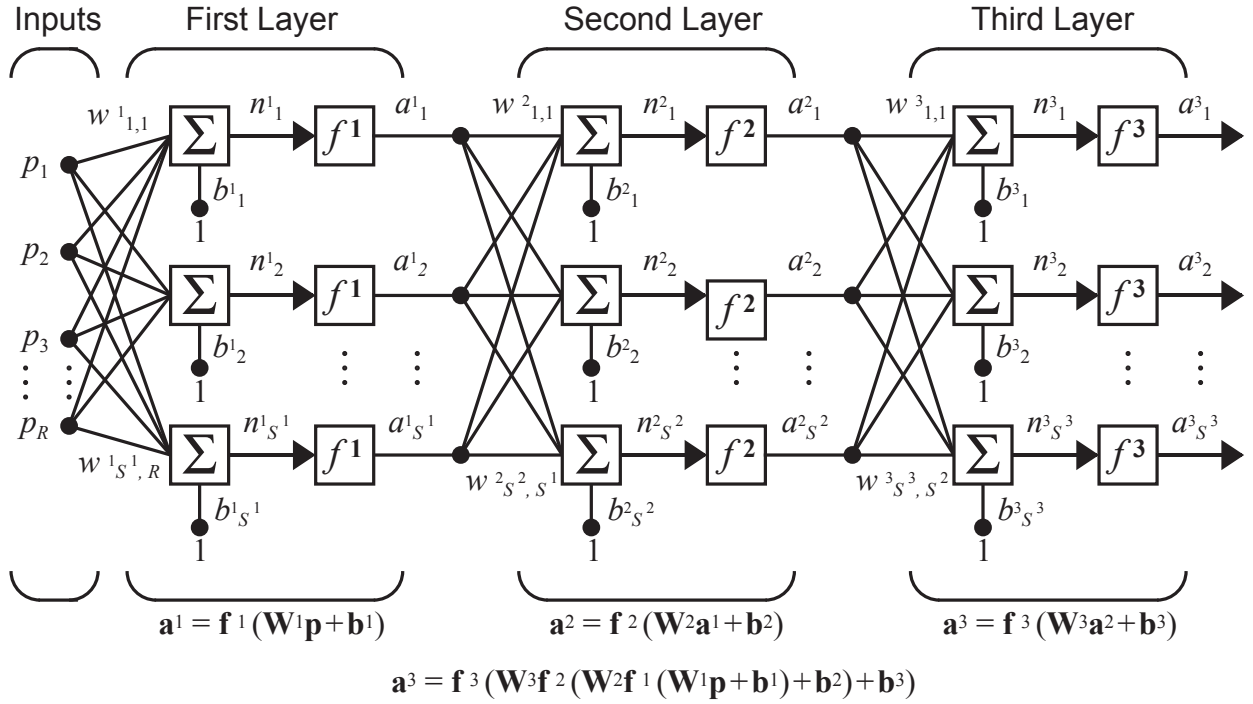 Inputs First Layer Second Layer Third Layer
w¹₁,₁ n¹₁ a¹₁ w²₁,₁ n²₁ a²₁ w³₁,₁ n³₁ a³₁
Σ f¹ Σ f² Σ f³
p₁
b¹₁ b²₁ b³₁
1 1 1
p₂ n¹₂ a¹₂ n²₂ a²₂ n³₂ a³₂
Σ f¹ Σ f² Σ f³
p₃ b¹₂ b²₂ b³₂
1 1 1
p_R n¹_S¹ a¹_S¹ n²_S² a²_S² n³_S³ a³_S³
Σ f¹ Σ f² Σ f³
w¹_S¹,R w²_S²,S¹ w³_S³,S²
b¹_S¹ b²_S² b³_S³
1 1 1
a¹ = f¹(W¹p+b¹) a² = f²(W²a¹+b²) a³ = f³(W³a²+b³)
a³ = f³(W³f²(W²f¹(W¹p+b¹)+b²)+b³)